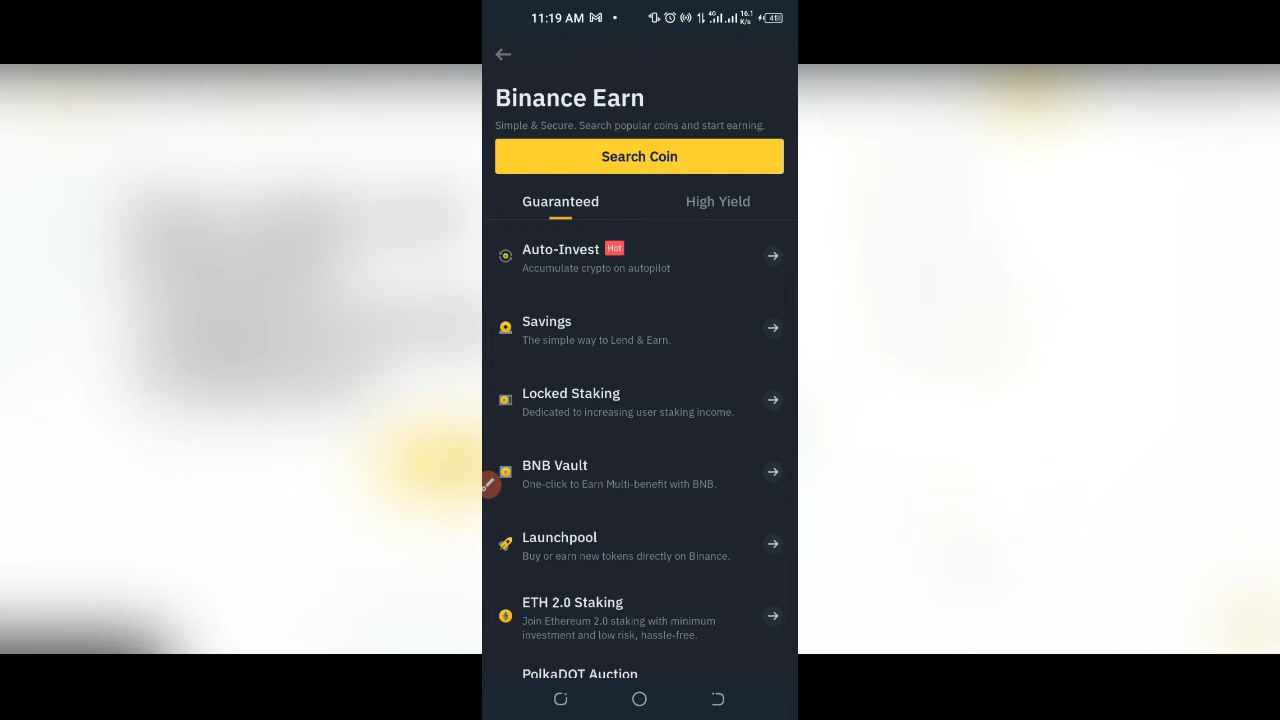 11:19 AM
4G
16.1
K/s
41
Binance Earn
Simple & Secure. Search popular coins and start earning.
Search Coin
Guaranteed
High Yield
Auto-Invest Hot
Accumulate crypto on autopilot
Savings
The simple way to Lend & Earn.
Locked Staking
Dedicated to increasing user staking income.
BNB Vault
One-click to Earn Multi-benefit with BNB.
Launchpool
Buy or earn new tokens directly on Binance.
ETH 2.0 Staking
Join Ethereum 2.0 staking with minimum
investment and low risk, hassle-free.
PolkaDOT Auction